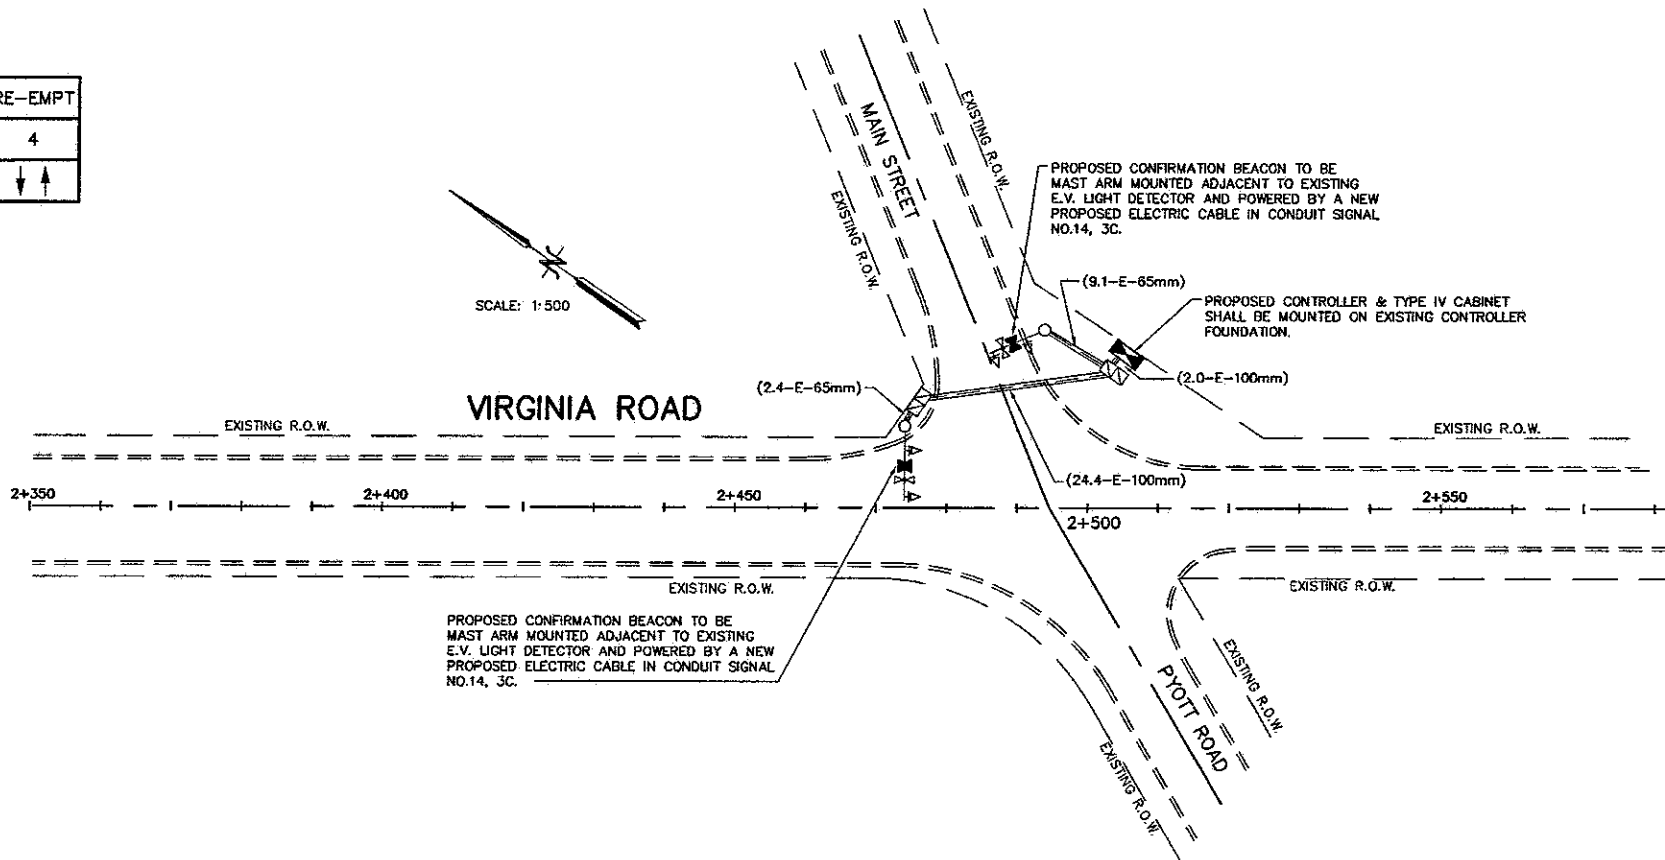 RE-EMPT
4
MAIN STREET
EXISTING R.O.W.
EXISTING R.O.W.
PROPOSED CONFIRMATION BEACON TO BE
MAST ARM MOUNTED ADJACENT TO EXISTING
E.V. LIGHT DETECTOR AND POWERED BY A NEW
PROPOSED ELECTRIC CABLE IN CONDUIT SIGNAL
NO.14, 3C.
N
SCALE: 1:500
(9.1-E-65mm)
PROPOSED CONTROLLER & TYPE IV CABINET
SHALL BE MOUNTED ON EXISTING CONTROLLER
FOUNDATION.
(2.4-E-65mm)
(2.0-E-100mm)
VIRGINIA ROAD
EXISTING R.O.W.
EXISTING R.O.W.
(24.4-E-100mm)
2+350
2+400
2+450
2+500
2+550
EXISTING R.O.W.
EXISTING R.O.W.
PROPOSED CONFIRMATION BEACON TO BE
MAST ARM MOUNTED ADJACENT TO EXISTING
E.V. LIGHT DETECTOR AND POWERED BY A NEW
PROPOSED ELECTRIC CABLE IN CONDUIT SIGNAL
NO.14, 3C.
PYOTT ROAD
EXISTING R.O.W.
EXISTING R.O.W.